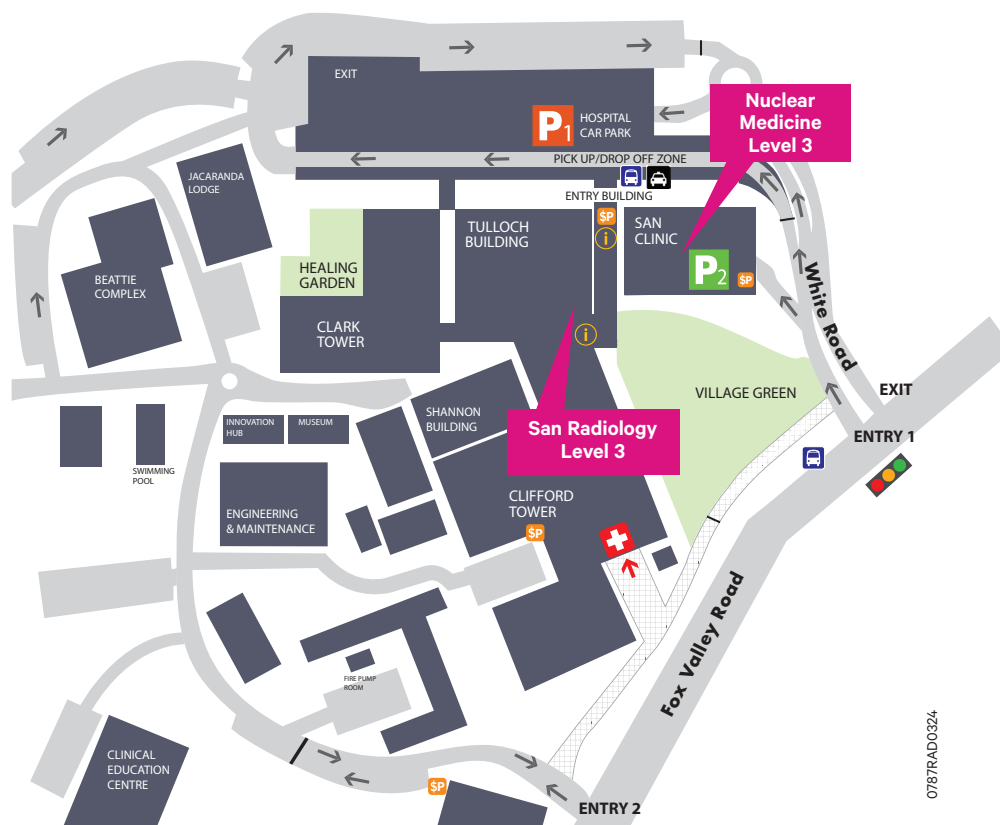 EXIT
P1
HOSPITAL
CAR PARK
Nuclear
Medicine
Level 3
PICK UP/DROP OFF ZONE
ENTRY BUILDING
JACARANDA
LODGE
$P
i
TULLOCH
BUILDING
SAN
CLINIC
P2
$P
HEALING
GARDEN
BEATTIE
COMPLEX
CLARK
TOWER
i
White Road
VILLAGE GREEN
EXIT
ENTRY 1
SHANNON
BUILDING
San Radiology
Level 3
INNOVATION
HUB
MUSEUM
SWIMMING
POOL
ENGINEERING
& MAINTENANCE
CLIFFORD
TOWER
$P
Fox Valley Road
FIRE PUMP
ROOM
CLINICAL
EDUCATION
CENTRE
$P
ENTRY 2
0787RAD0324